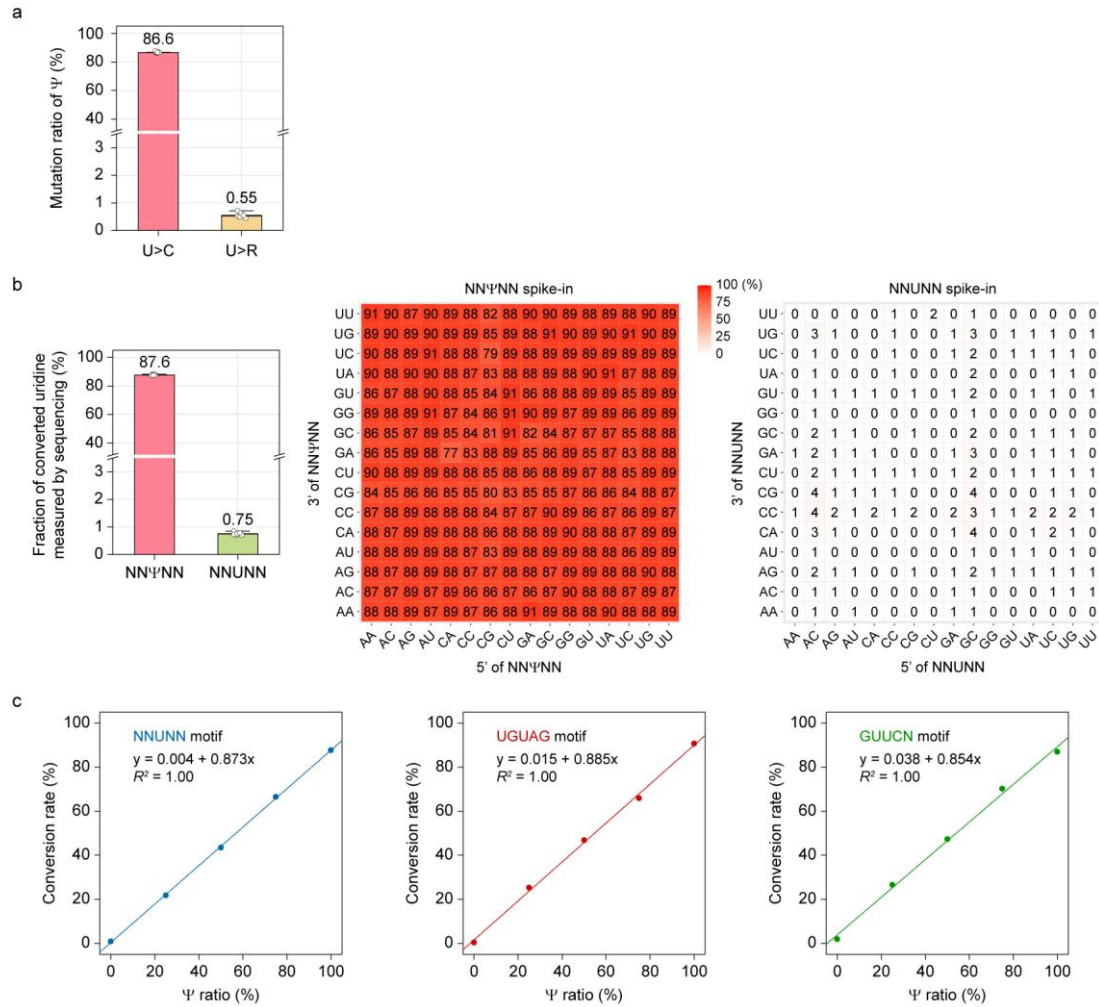 a
Mutation ratio of Ψ (%)
100
80
60
40
3
2
1
0
86.6
0.55
U>C
U>R
b
Fraction of converted uridine
measured by sequencing (%)
100
80
60
40
3
2
1
0
87.6
0.75
NNΨNN
NNUNN
NNΨNN spike-in
3' of NNΨNN
UU 91 90 87 90 89 88 82 88 90 90 89 88 89 88 90 89
UG 89 90 89 90 89 89 85 89 88 91 90 90 90 91 90 89
UC 90 88 89 91 88 88 79 89 88 89 89 89 89 88 89 89
UA 90 88 90 90 88 87 83 88 88 88 88 90 91 87 88 89
GU 86 87 88 90 88 85 84 91 86 88 88 89 89 86 89 89
GG 89 88 89 91 87 84 86 91 90 89 87 89 89 86 89 89
GC 86 85 87 89 85 84 81 91 82 84 87 87 87 85 88 88
GA 86 85 89 88 77 83 88 89 85 86 89 85 87 83 88 88
CU 90 88 89 89 88 88 84 88 86 89 88 87 88 85 89 89
CG 84 85 86 86 85 85 80 83 85 85 87 86 86 84 88 87
CC 87 88 88 89 88 88 84 87 87 90 86 88 87 86 88 87
CA 88 88 89 89 88 86 88 88 89 90 88 88 89 88 89 89
AU 88 88 89 89 88 87 83 89 88 89 88 88 88 86 89 89
AG 88 87 88 89 88 88 87 88 87 88 88 89 88 86 90 88
AC 87 87 89 87 89 86 86 87 86 88 90 88 88 87 89 87
AA 88 88 89 87 89 86 88 91 89 88 88 90 88 88 89
AA AC AG AU CA CC CG CU GA GC GG GU UA UC UG UU
5' of NNΨNN
100 (%)
75
50
25
0
NNUNN spike-in
3' of NNUNN
UU 0 0 0 0 1 0 2 0 1 0 0 0 0 0 0
UG 0 3 1 0 0 0 0 0 1 3 0 1 1 1 0 1
UC 0 1 0 0 0 1 0 0 0 2 0 0 1 1 1 0
UA 0 1 0 0 0 1 0 0 0 2 0 0 0 1 0 0
GU 0 1 1 1 0 1 0 0 1 2 0 1 1 1 1 0
GG 0 1 0 0 0 0 0 0 0 1 0 0 0 0 0 0
GC 0 2 1 1 0 1 0 0 1 2 0 0 1 1 1 0
GA 1 2 1 1 0 1 0 0 1 3 0 0 1 1 1 0
CU 0 2 1 1 1 1 0 0 1 2 1 1 1 1 1 0
CG 0 4 1 1 1 1 0 0 0 4 0 0 1 1 1 0
CC 1 4 2 1 2 1 2 0 2 3 1 1 2 2 2 1
CA 0 3 1 1 0 1 0 0 1 4 0 0 1 2 1 0
AU 0 1 0 0 0 0 0 0 0 1 0 0 1 1 0 0
AG 0 2 1 1 0 1 0 0 1 2 1 1 1 1 1 1
AC 0 1 1 0 0 0 0 0 0 1 1 0 0 1 1 0
AA 0 1 0 1 0 0 0 0 1 1 0 0 0 0 0 0
AA AC AG AU CA CC CG CU GA GC GG GU UA UC UG UU
5' of NNUNN
c
Conversion rate (%)
100
80
60
40
20
0
NNUNN motif
y = 0.004 + 0.873x
R² = 1.00
0 20 40 60 80 100
Ψ ratio (%)
Conversion rate (%)
100
80
60
40
20
0
UGUAG motif
y = 0.015 + 0.885x
R² = 1.00
0 20 40 60 80 100
Ψ ratio (%)
Conversion rate (%)
100
80
60
40
20
0
GUUCN motif
y = 0.038 + 0.854x
R² = 1.00
0 20 40 60 80 100
Ψ ratio (%)